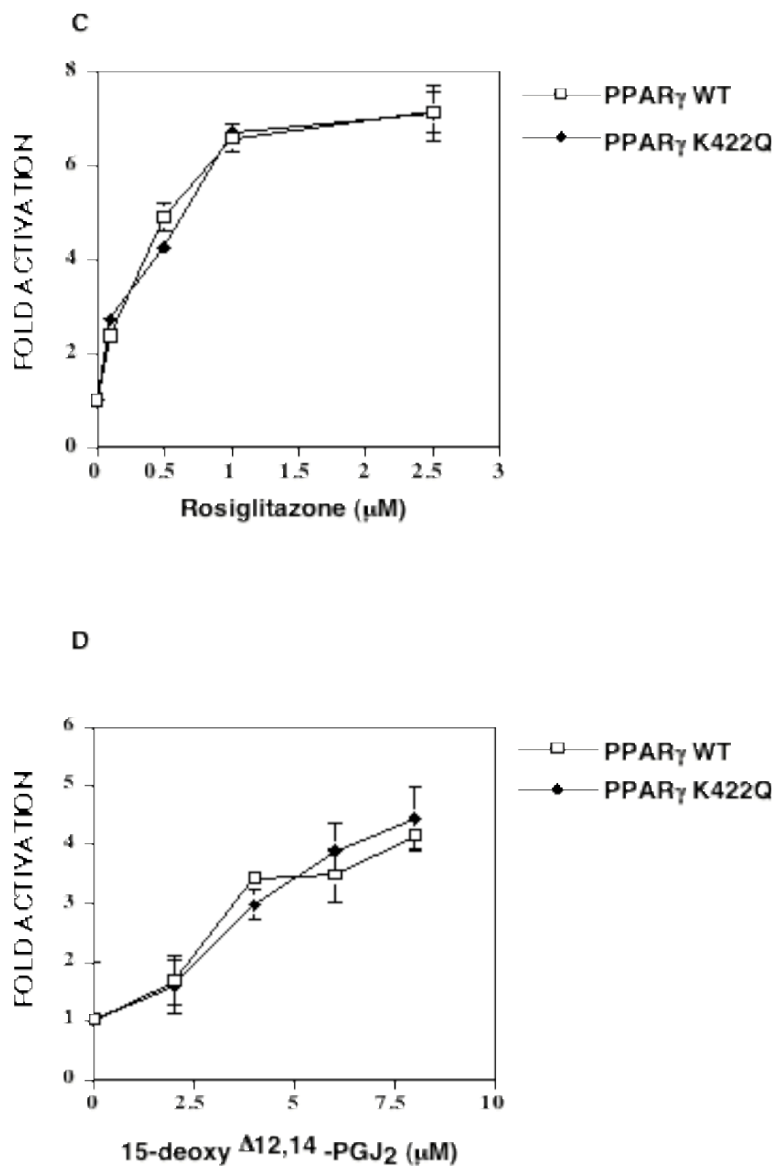 C
8
6
4
2
0
0 0.5 1 1.5 2 2.5 3
FOLD ACTIVATION
Rosiglitazone (μM)
PPARγ WT
PPARγ K422Q
D
6
5
4
3
2
1
0
0 2.5 5 7.5 10
FOLD ACTIVATION
15-deoxy Δ12,14 -PGJ2 (μM)
PPARγ WT
PPARγ K422Q